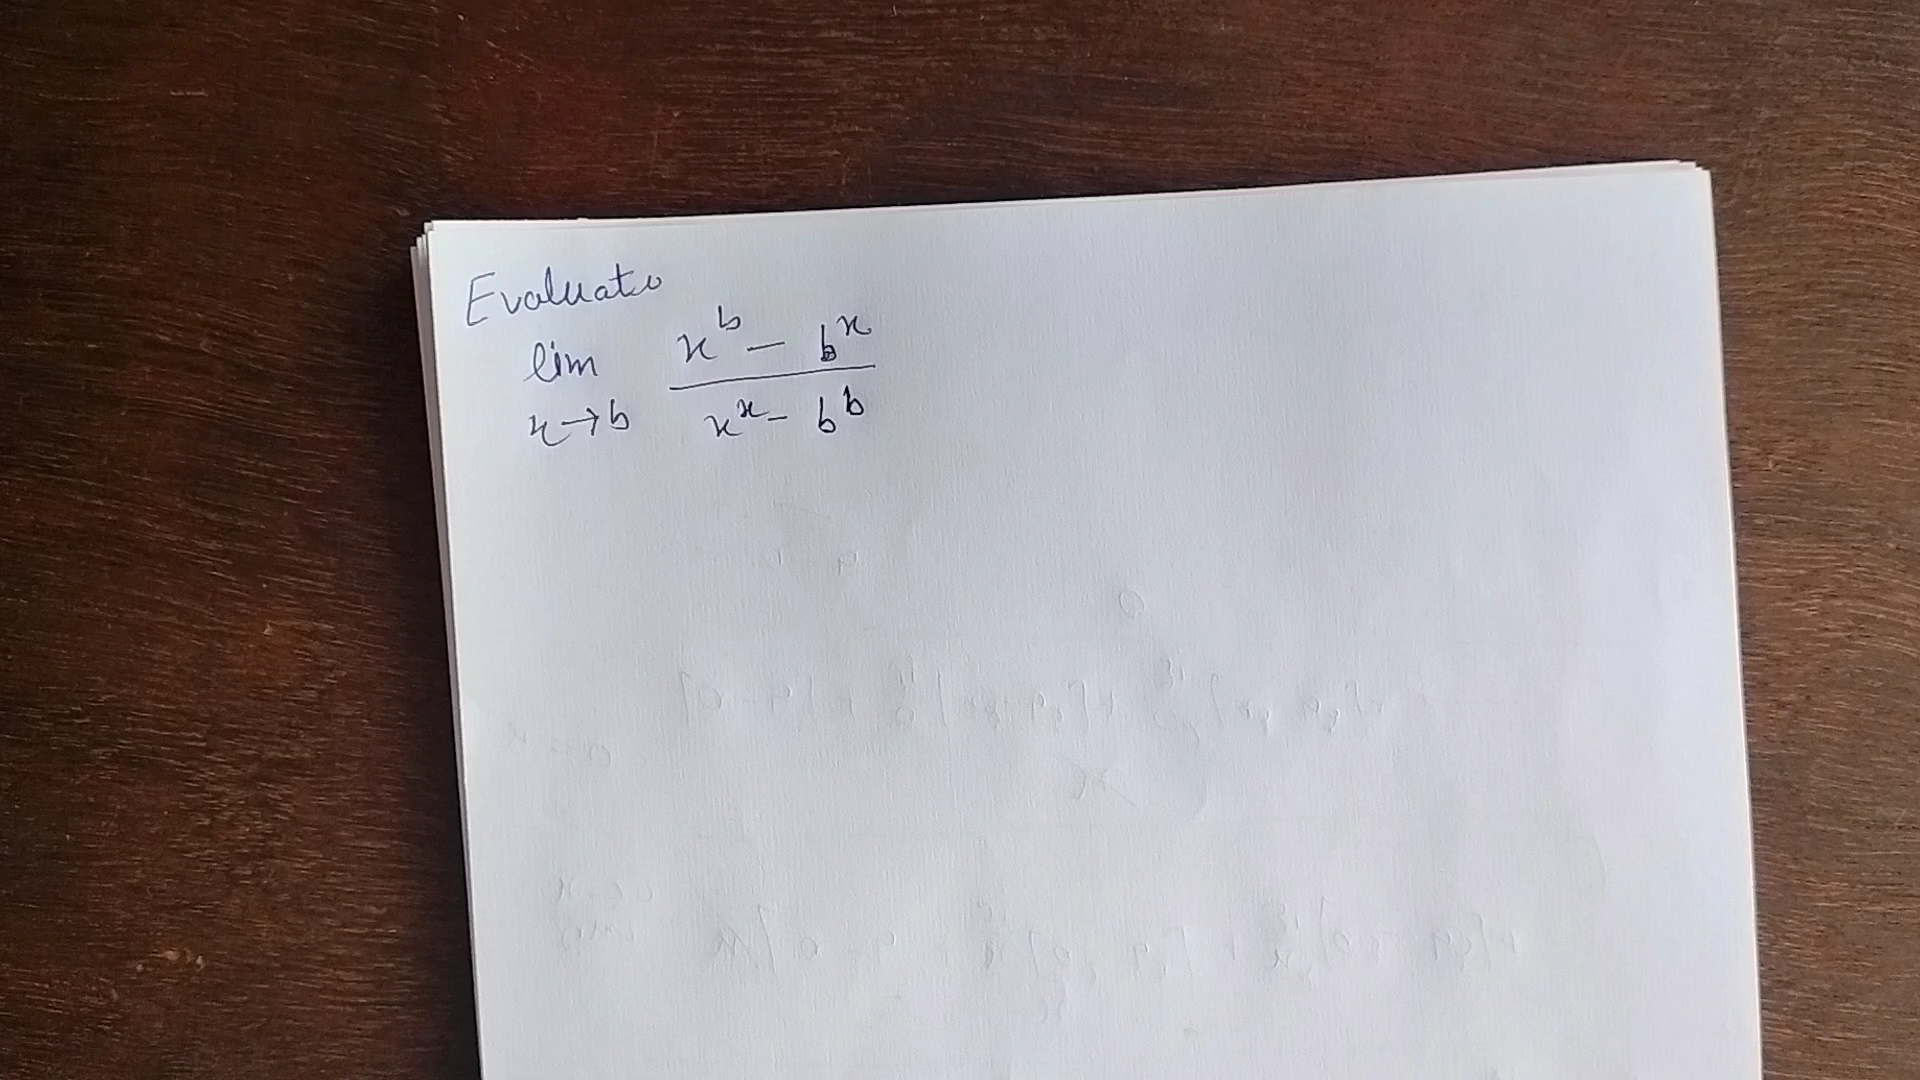 Evaluate
lim x^b - b^x
x→b x^x - b^b